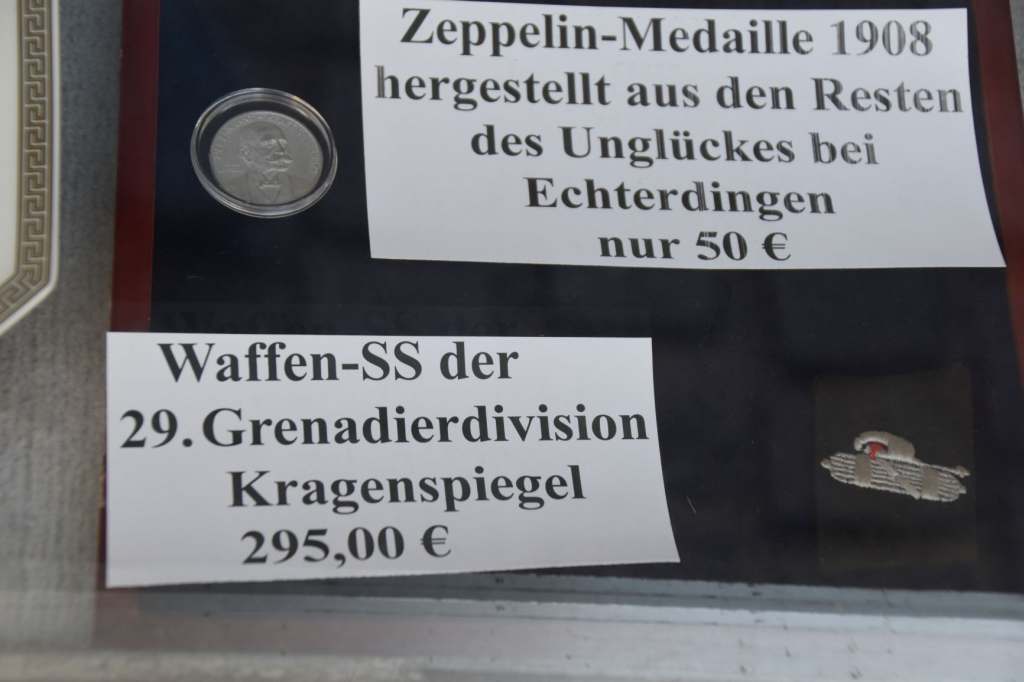 Zeppelin-Medaille 1908
hergestellt aus den Resten
des Unglückes bei
Echterdingen
nur 50 €
Waffen-SS der
29. Grenadierdivision
Kragenspiegel
295,00 €